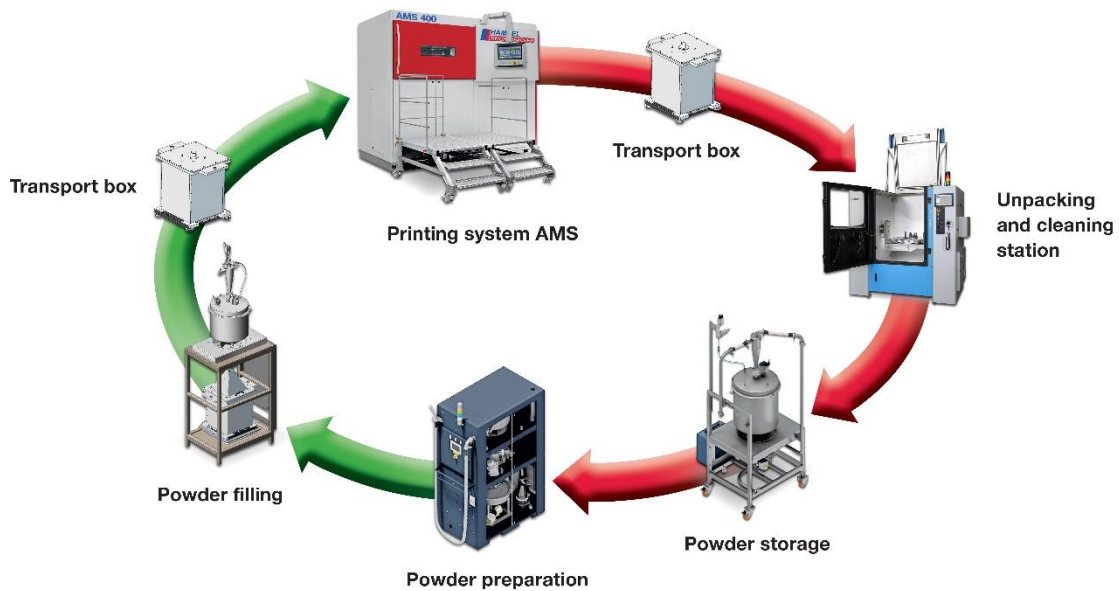 AMS 400
Transport box
Printing system AMS
Transport box
Unpacking
and cleaning
station
Powder storage
Powder preparation
Powder filling